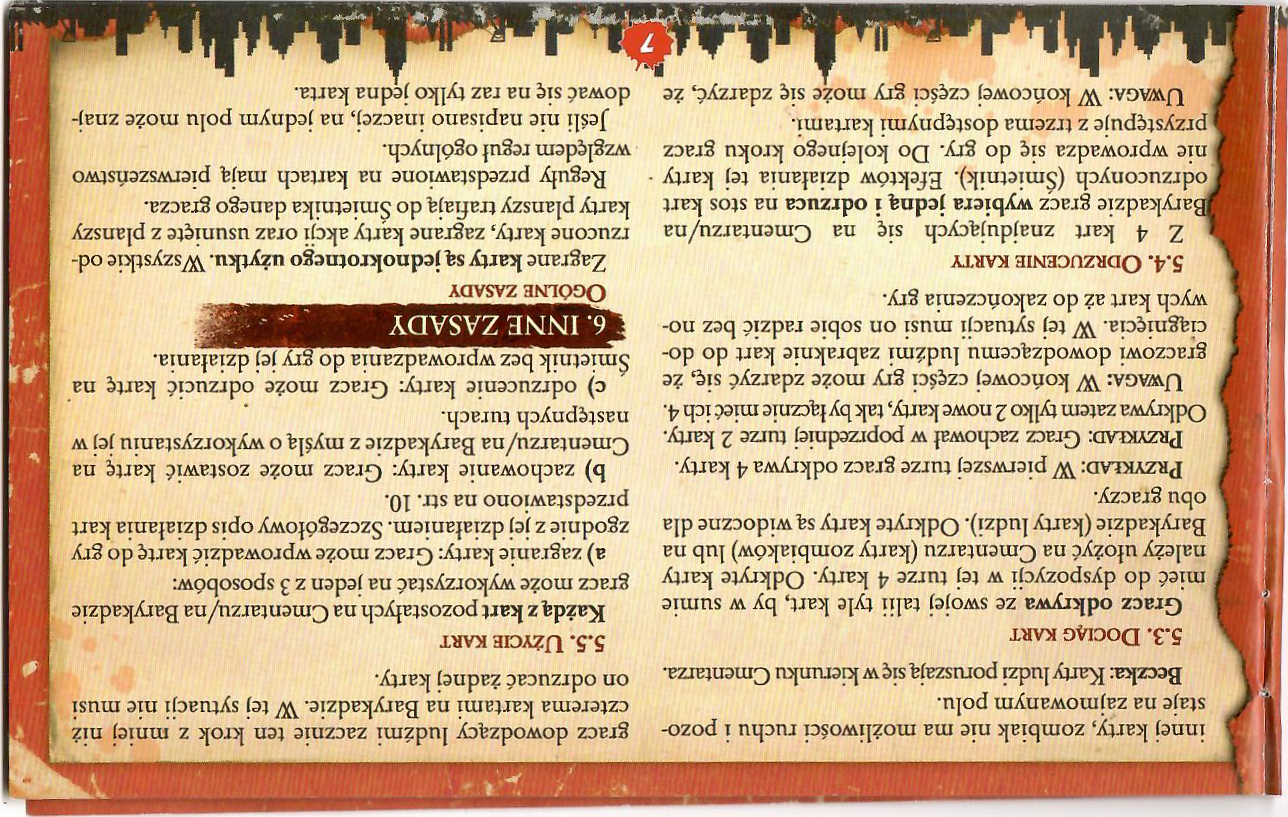 innej karty, zombiak nie ma możliwości ruchu i pozo-
staje na zajmowanym polu.
Beczka: Karty ludzi poruszają się w kierunku Cmentarza.
5.3. Dociąg kart
Gracz odkrywa ze swojej talii tyle kart, by w sumie
mieć do dyspozycji w tej turze 4 karty. Odkryte karty
należy ułożyć na Cmentarzu (karty zombiaków) lub na
Barykadzie (karty ludzi). Odkryte karty są widoczne dla
obu graczy.
Przykład: W pierwszej turze gracz odkrywa 4 karty.
Przykład: Gracz zachował w poprzedniej turze 2 karty.
Odkrywa zatem tylko 2 nowe karty, tak by łącznie mieć ich 4.
Uwaga: W końcowej części gry może zdarzyć się, że
graczowi dowodzącemu ludźmi zabraknie kart do do-
ciągnięcia. W tej sytuacji musi on sobie radzić bez no-
wych kart aż do zakończenia gry.
5.4. Odrzucenie karty
Z 4 kart znajdujących się na Cmentarzu/na
Barykadzie gracz wybiera jedną i odrzuca na stos kart
odrzuconych (Śmietnik). Efektów działania tej karty
nie wprowadza się do gry. Do kolejnego kroku gracz
przystępuje z trzema dostępnymi kartami.
Uwaga: W końcowej części gry może się zdarzyć, że
gracz dowodzący ludźmi zacznie ten krok z mniej niż
czterema kartami na Barykadzie. W tej sytuacji nie musi
on odrzucać żadnej karty.
5.5. Użycie kart
Każdą z kart pozostałych na Cmentarzu/na Barykadzie
gracz może wykorzystać na jeden z 3 sposobów:
a) zagranie karty: Gracz może wprowadzić kartę do gry
zgodnie z jej działaniem. Szczegółowy opis działania kart
przedstawiono na str. 10.
b) zachowanie karty: Gracz może zostawić kartę na
Cmentarzu/na Barykadzie z myślą o wykorzystaniu jej w
następnych turach.
c) odrzucenie karty: Gracz może odrzucić kartę na
Śmietnik bez wprowadzania do gry jej działania.
6. INNE ZASADY
Ogólne zasady
Zagrane karty są jednokrotnego użytku. Wszystkie od-
rzucone karty, zagrane karty akcji oraz usunięte z planszy
karty planszy trafiają do Śmietnika danego gracza.
Reguły przedstawione na kartach mają pierwszeństwo
względem reguł ogólnych.
Jeśli nie napisano inaczej, na jednym polu może znaj-
dować się na raz tylko jedna karta.
7